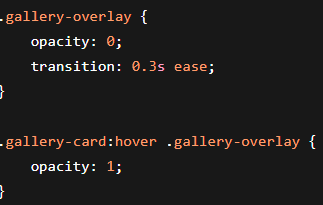 .gallery-overlay {
    opacity: 0;
    transition: 0.3s ease;
}

.gallery-card:hover .gallery-overlay {
    opacity: 1;
}